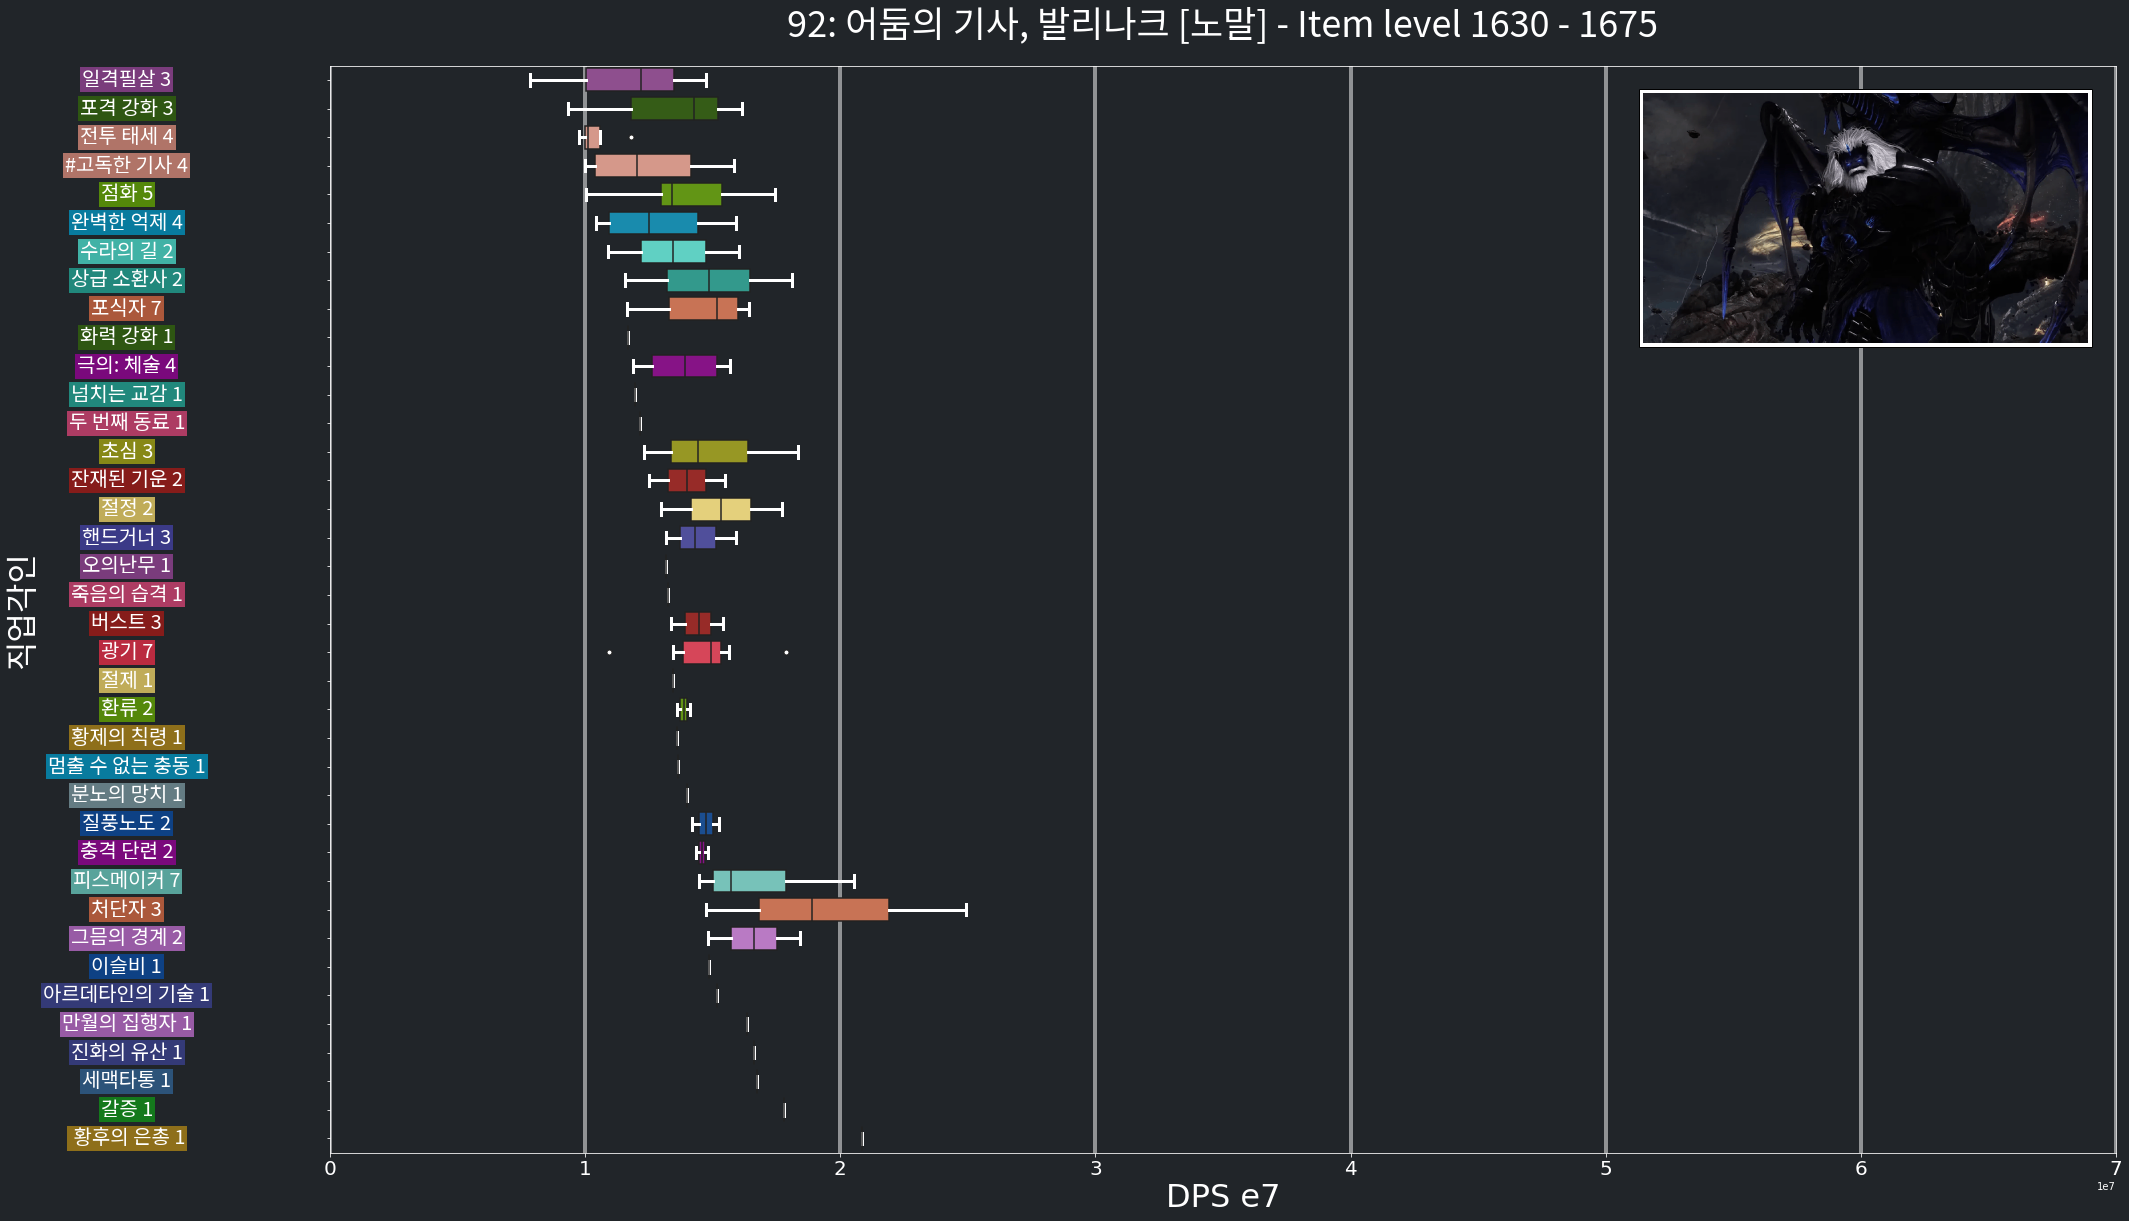 92: 어둠의 기사, 발리나크 [노말] - Item level 1630 - 1675
직업각인
일격필살 3
포격 강화 3
전투 태세 4
#고독한 기사 4
점화 5
완벽한 억제 4
수라의 길 2
상급 소환사 2
포식자 7
화력 강화 1
극의: 체술 4
넘치는 교감 1
두 번째 동료 1
초심 3
잔재된 기운 2
절정 2
핸드거너 3
오의난무 1
죽음의 습격 1
버스트 3
광기 7
절제 1
환류 2
황제의 칙령 1
멈출 수 없는 충동 1
분노의 망치 1
질풍노도 2
충격 단련 2
피스메이커 7
처단자 3
그믐의 경계 2
이슬비 1
아르데타인의 기술 1
만월의 집행자 1
진화의 유산 1
세맥타통 1
갈증 1
황후의 은총 1
0 1 2 3 4 5 6 7
1e7
DPS e7